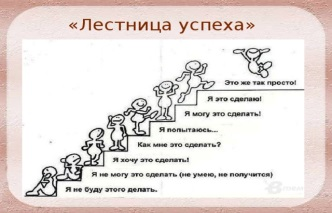 «Лестница успеха»
Это же так просто!
Я это сделаю!
Я могу это сделать!
Я попытаюсь...
Как мне это сделать?
Я хочу это сделать!
Я не могу это сделать (не умею, не получится)
Я не буду этого делать.